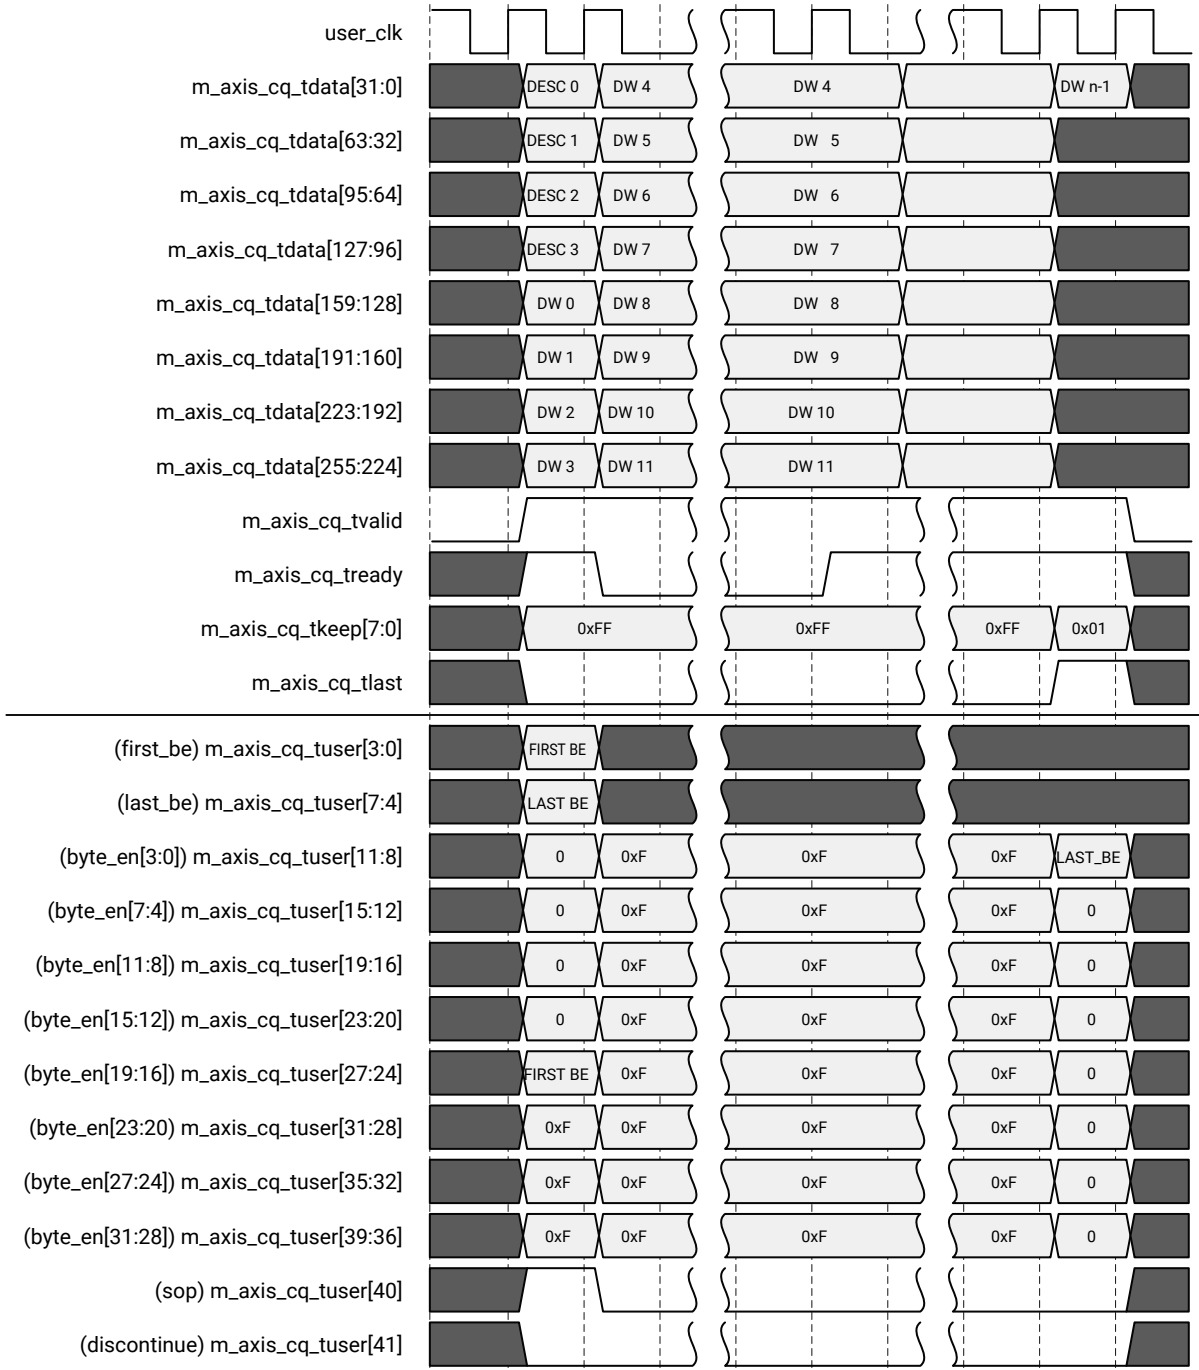 user_clk
m_axis_cq_tdata[31:0] DESC 0 DW 4 DW 4 DW n-1
m_axis_cq_tdata[63:32] DESC 1 DW 5 DW 5
m_axis_cq_tdata[95:64] DESC 2 DW 6 DW 6
m_axis_cq_tdata[127:96] DESC 3 DW 7 DW 7
m_axis_cq_tdata[159:128] DW 0 DW 8 DW 8
m_axis_cq_tdata[191:160] DW 1 DW 9 DW 9
m_axis_cq_tdata[223:192] DW 2 DW 10 DW 10
m_axis_cq_tdata[255:224] DW 3 DW 11 DW 11
m_axis_cq_tvalid
m_axis_cq_tready
m_axis_cq_tkeep[7:0] 0xFF 0xFF 0xFF 0x01
m_axis_cq_tlast
(first_be) m_axis_cq_tuser[3:0] FIRST BE
(last_be) m_axis_cq_tuser[7:4] LAST BE
(byte_en[3:0]) m_axis_cq_tuser[11:8] 0 0xF 0xF 0xF LAST_BE
(byte_en[7:4]) m_axis_cq_tuser[15:12] 0 0xF 0xF 0xF 0
(byte_en[11:8]) m_axis_cq_tuser[19:16] 0 0xF 0xF 0xF 0
(byte_en[15:12]) m_axis_cq_tuser[23:20] 0 0xF 0xF 0xF 0
(byte_en[19:16]) m_axis_cq_tuser[27:24] FIRST BE 0xF 0xF 0xF 0
(byte_en[23:20) m_axis_cq_tuser[31:28] 0xF 0xF 0xF 0xF 0
(byte_en[27:24]) m_axis_cq_tuser[35:32] 0xF 0xF 0xF 0xF 0
(byte_en[31:28]) m_axis_cq_tuser[39:36] 0xF 0xF 0xF 0xF 0
(sop) m_axis_cq_tuser[40]
(discontinue) m_axis_cq_tuser[41]